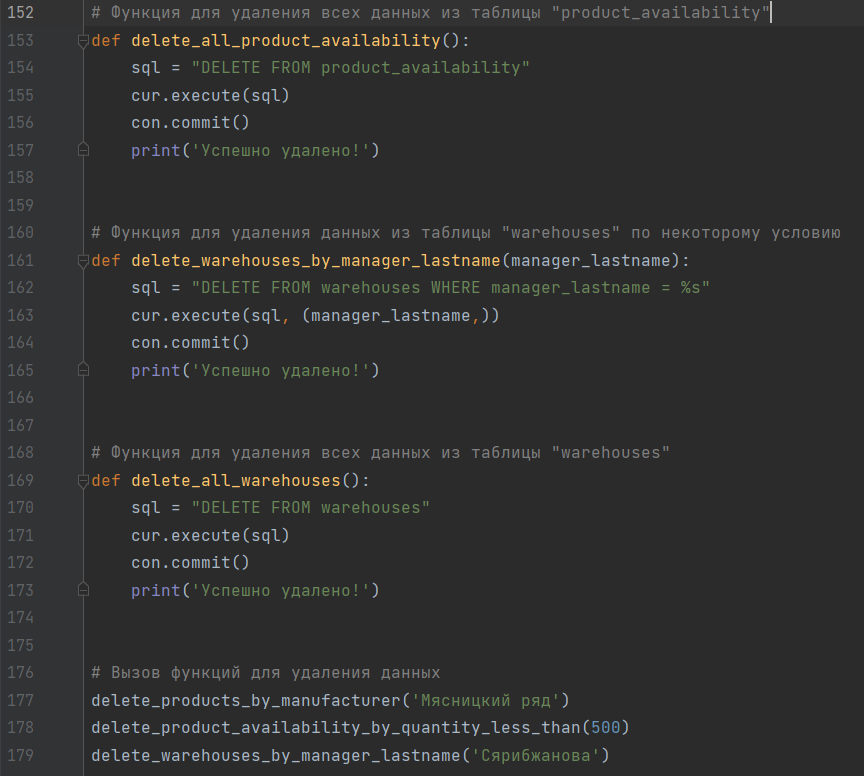 152 # Функция для удаления всех данных из таблицы "product_availability"
153 def delete_all_product_availability():
154     sql = "DELETE FROM product_availability"
155     cur.execute(sql)
156     con.commit()
157     print('Успешно удалено!')
158
159
160 # Функция для удаления данных из таблицы "warehouses" по некоторому условию
161 def delete_warehouses_by_manager_lastname(manager_lastname):
162     sql = "DELETE FROM warehouses WHERE manager_lastname = %s"
163     cur.execute(sql, (manager_lastname,))
164     con.commit()
165     print('Успешно удалено!')
166
167
168 # Функция для удаления всех данных из таблицы "warehouses"
169 def delete_all_warehouses():
170     sql = "DELETE FROM warehouses"
171     cur.execute(sql)
172     con.commit()
173     print('Успешно удалено!')
174
175
176 # Вызов функций для удаления данных
177 delete_products_by_manufacturer('Мясницкий ряд')
178 delete_product_availability_by_quantity_less_than(500)
179 delete_warehouses_by_manager_lastname('Сярибжанова')